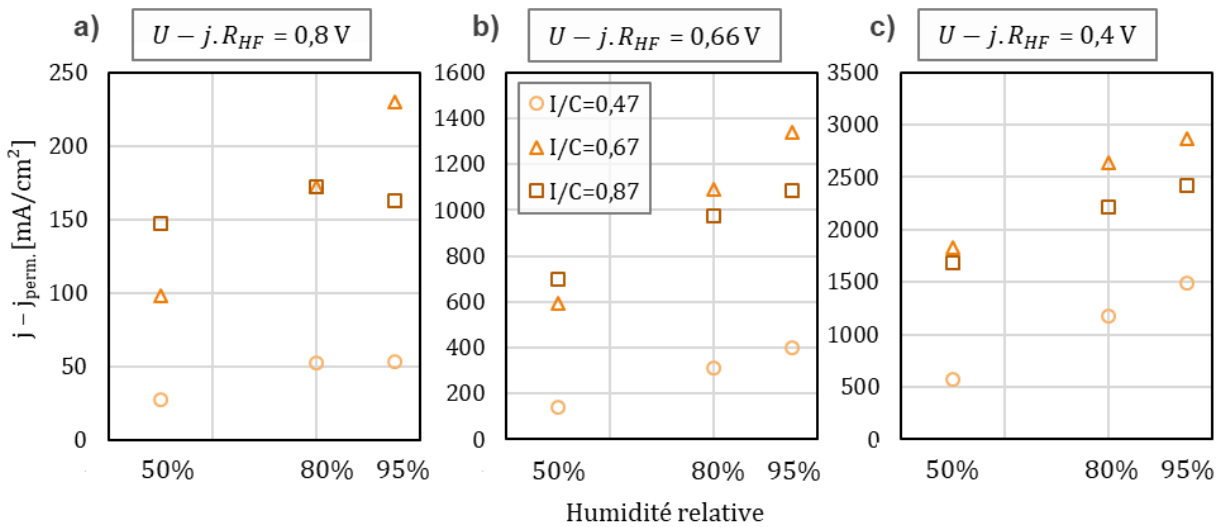 a)
U − j.R_HF = 0,8 V
b)
U − j.R_HF = 0,66 V
c)
U − j.R_HF = 0,4 V
j − j_perm. [mA/cm²]
250
200
150
100
50
0
50%
80%
95%
1600
1400
1200
1000
800
600
400
200
0
I/C=0,47
I/C=0,67
I/C=0,87
50%
80%
95%
3500
3000
2500
2000
1500
1000
500
0
50%
80%
95%
Humidité relative